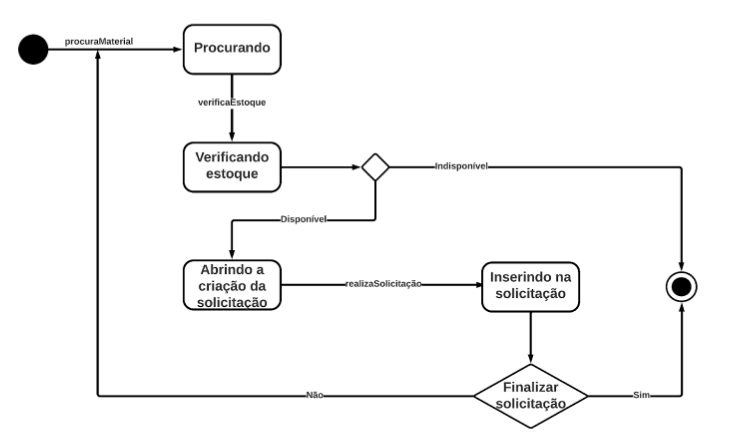 procuraMaterial
Procurando
verificaEstoque
Verificando
estoque
Indisponível
Disponível
Abrindo a
criação da
solicitação
realizaSolicitação
Inserindo na
solicitação
Finalizar
solicitação
Não
Sim